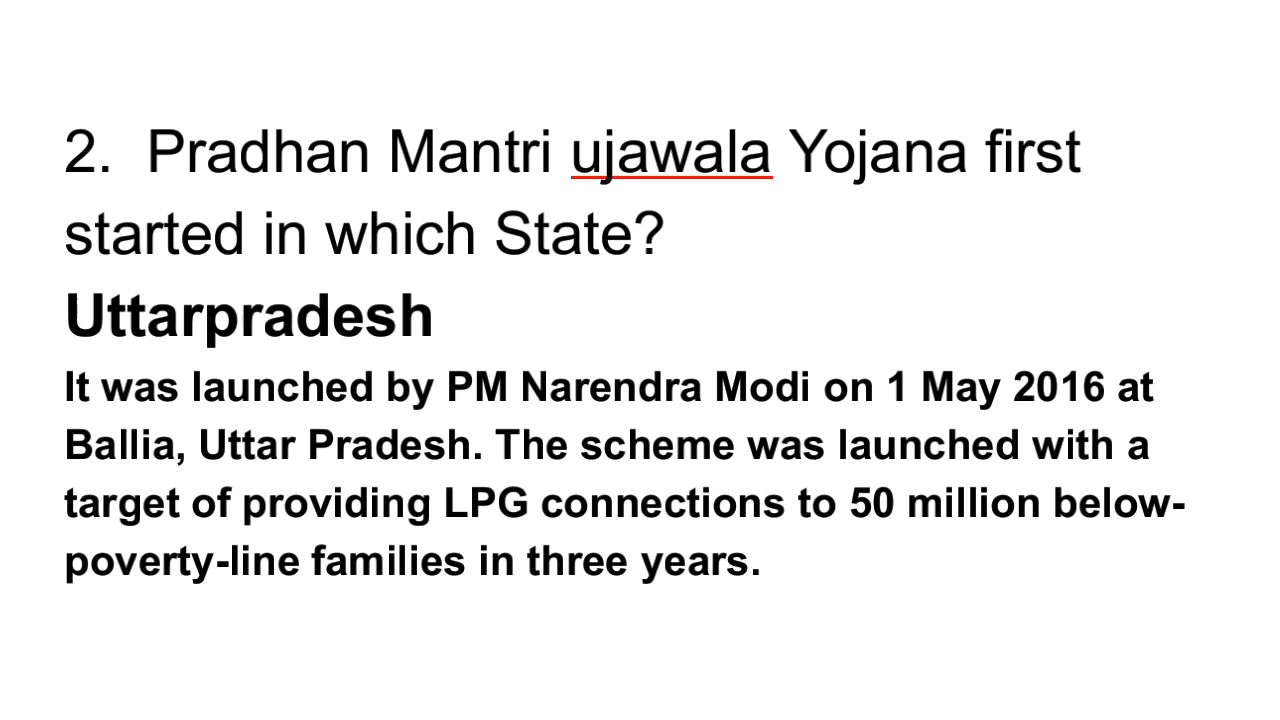 2.  Pradhan Mantri ujawala Yojana first
started in which State?
Uttarpradesh
It was launched by PM Narendra Modi on 1 May 2016 at
Ballia, Uttar Pradesh. The scheme was launched with a
target of providing LPG connections to 50 million below-
poverty-line families in three years.